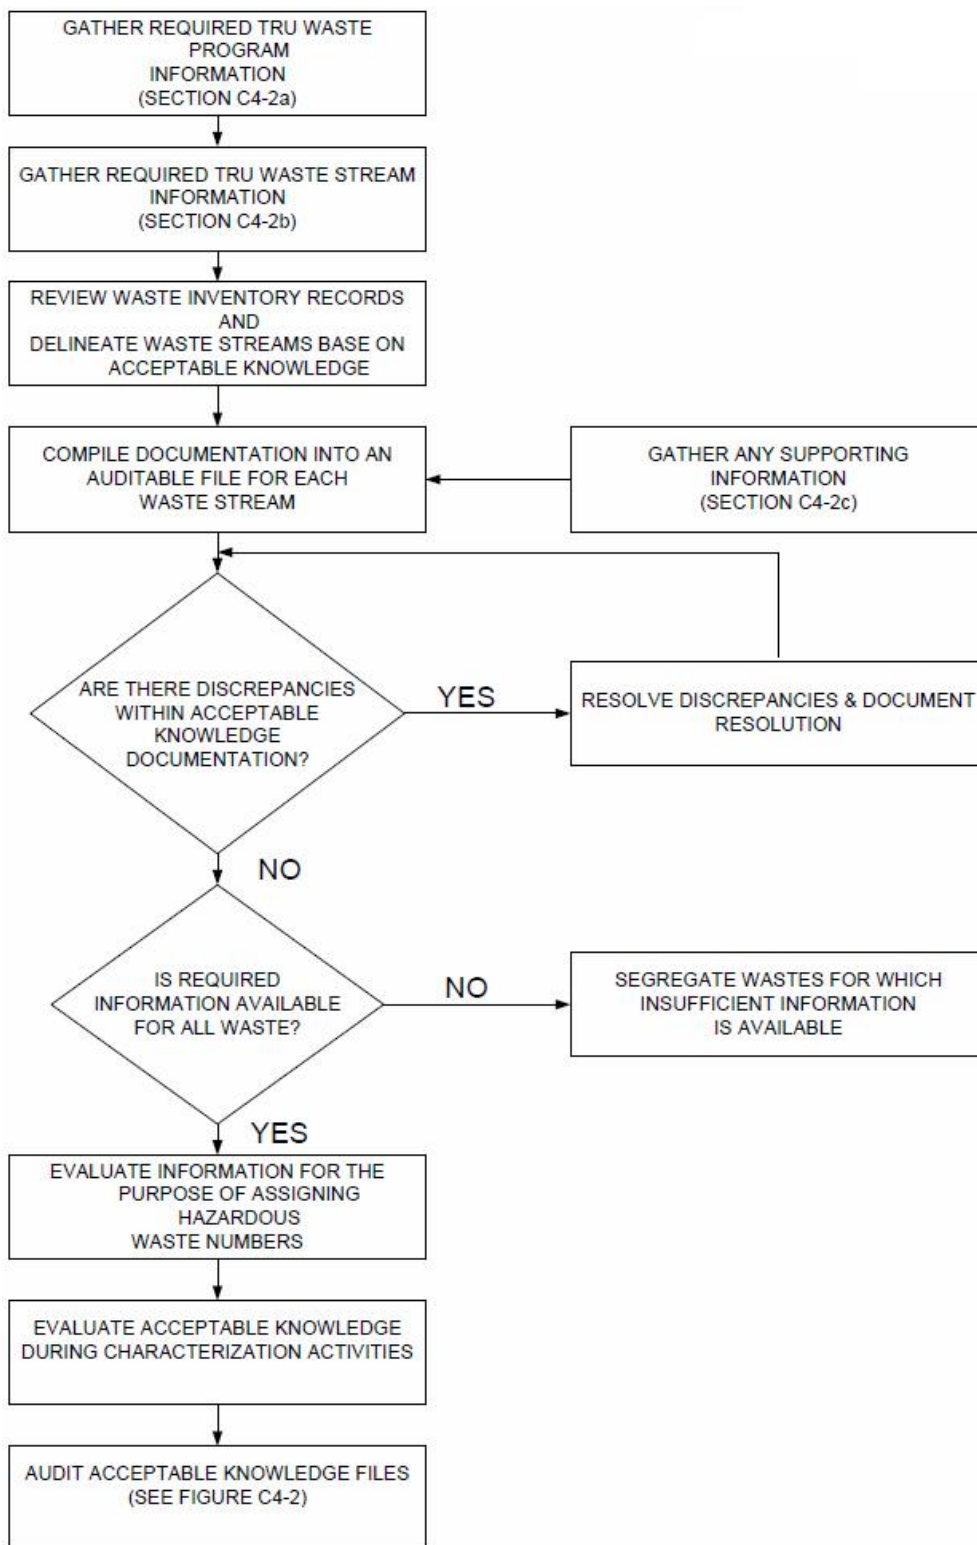 GATHER REQUIRED TRU WASTE
PROGRAM
INFORMATION
(SECTION C4-2a)
GATHER REQUIRED TRU WASTE STREAM
INFORMATION
(SECTION C4-2b)
REVIEW WASTE INVENTORY RECORDS
AND
DELINEATE WASTE STREAMS BASE ON
ACCEPTABLE KNOWLEDGE
COMPILE DOCUMENTATION INTO AN
AUDITABLE FILE FOR EACH
WASTE STREAM
GATHER ANY SUPPORTING
INFORMATION
(SECTION C4-2c)
ARE THERE DISCREPANCIES
WITHIN ACCEPTABLE
KNOWLEDGE
DOCUMENTATION?
YES
RESOLVE DISCREPANCIES & DOCUMENT
RESOLUTION
NO
IS REQUIRED
INFORMATION AVAILABLE
FOR ALL WASTE?
NO
SEGREGATE WASTES FOR WHICH
INSUFFICIENT INFORMATION
IS AVAILABLE
YES
EVALUATE INFORMATION FOR THE
PURPOSE OF ASSIGNING
HAZARDOUS
WASTE NUMBERS
EVALUATE ACCEPTABLE KNOWLEDGE
DURING CHARACTERIZATION ACTIVITIES
AUDIT ACCEPTABLE KNOWLEDGE FILES
(SEE FIGURE C4-2)